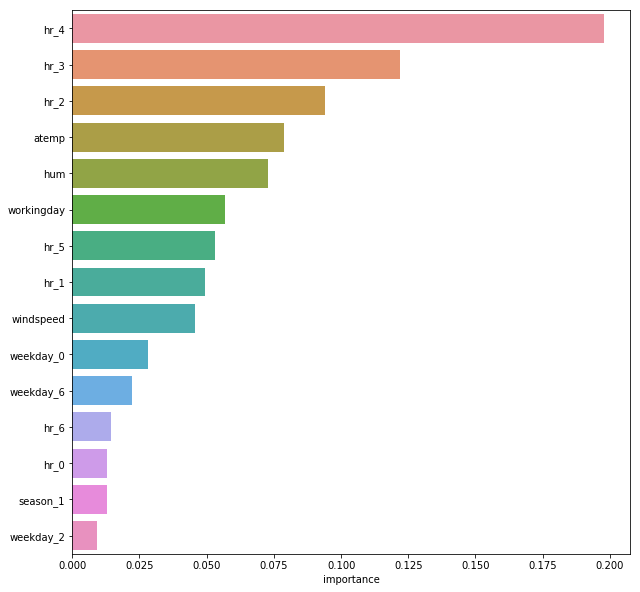 hr_4
hr_3
hr_2
atemp
hum
workingday
hr_5
hr_1
windspeed
weekday_0
weekday_6
hr_6
hr_0
season_1
weekday_2
0.000 0.025 0.050 0.075 0.100 0.125 0.150 0.175 0.200
importance